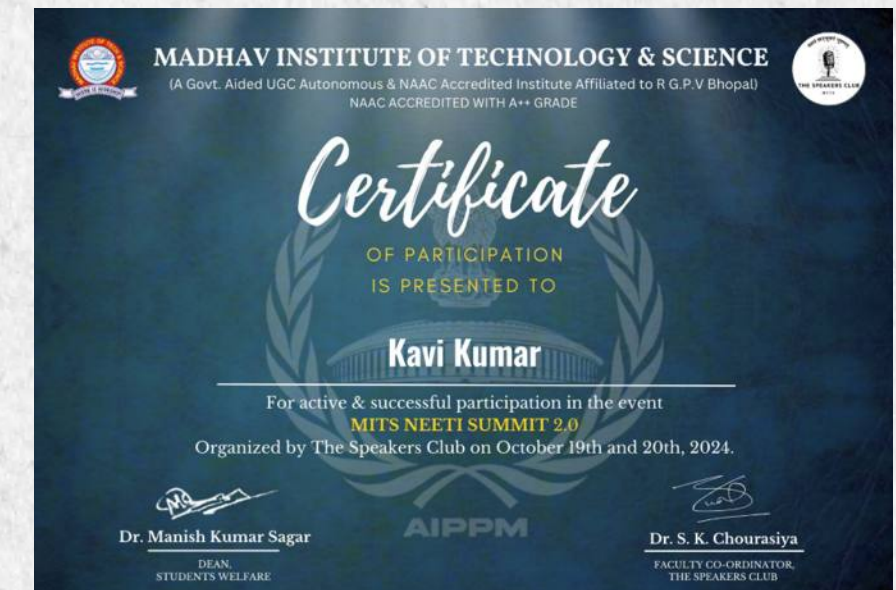 MADHAV INSTITUTE OF TECHNOLOGY & SCIENCE
(A Govt. Aided UGC Autonomous & NAAC Accredited Institute Affiliated to R G.P.V Bhopal)
NAAC ACCREDITED WITH A++ GRADE
THE SPEAKERS CLUB
MITS
Certificate
OF PARTICIPATION
IS PRESENTED TO
Kavi Kumar
For active & successful participation in the event
MITS NEETI SUMMIT 2.0
Organized by The Speakers Club on October 19th and 20th, 2024.
AIPPM
Dr. Manish Kumar Sagar
DEAN,
STUDENTS WELFARE
Dr. S. K. Chourasiya
FACULTY CO-ORDINATOR,
THE SPEAKERS CLUB